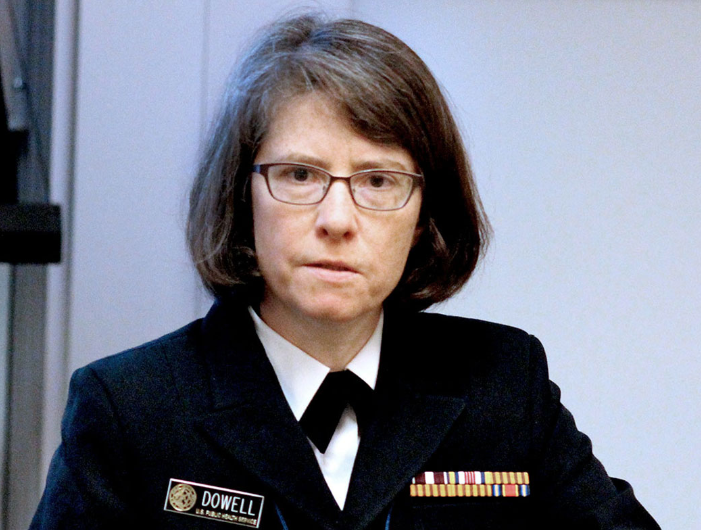 DOWELL
U.S. PUBLIC HEALTH SERVICE